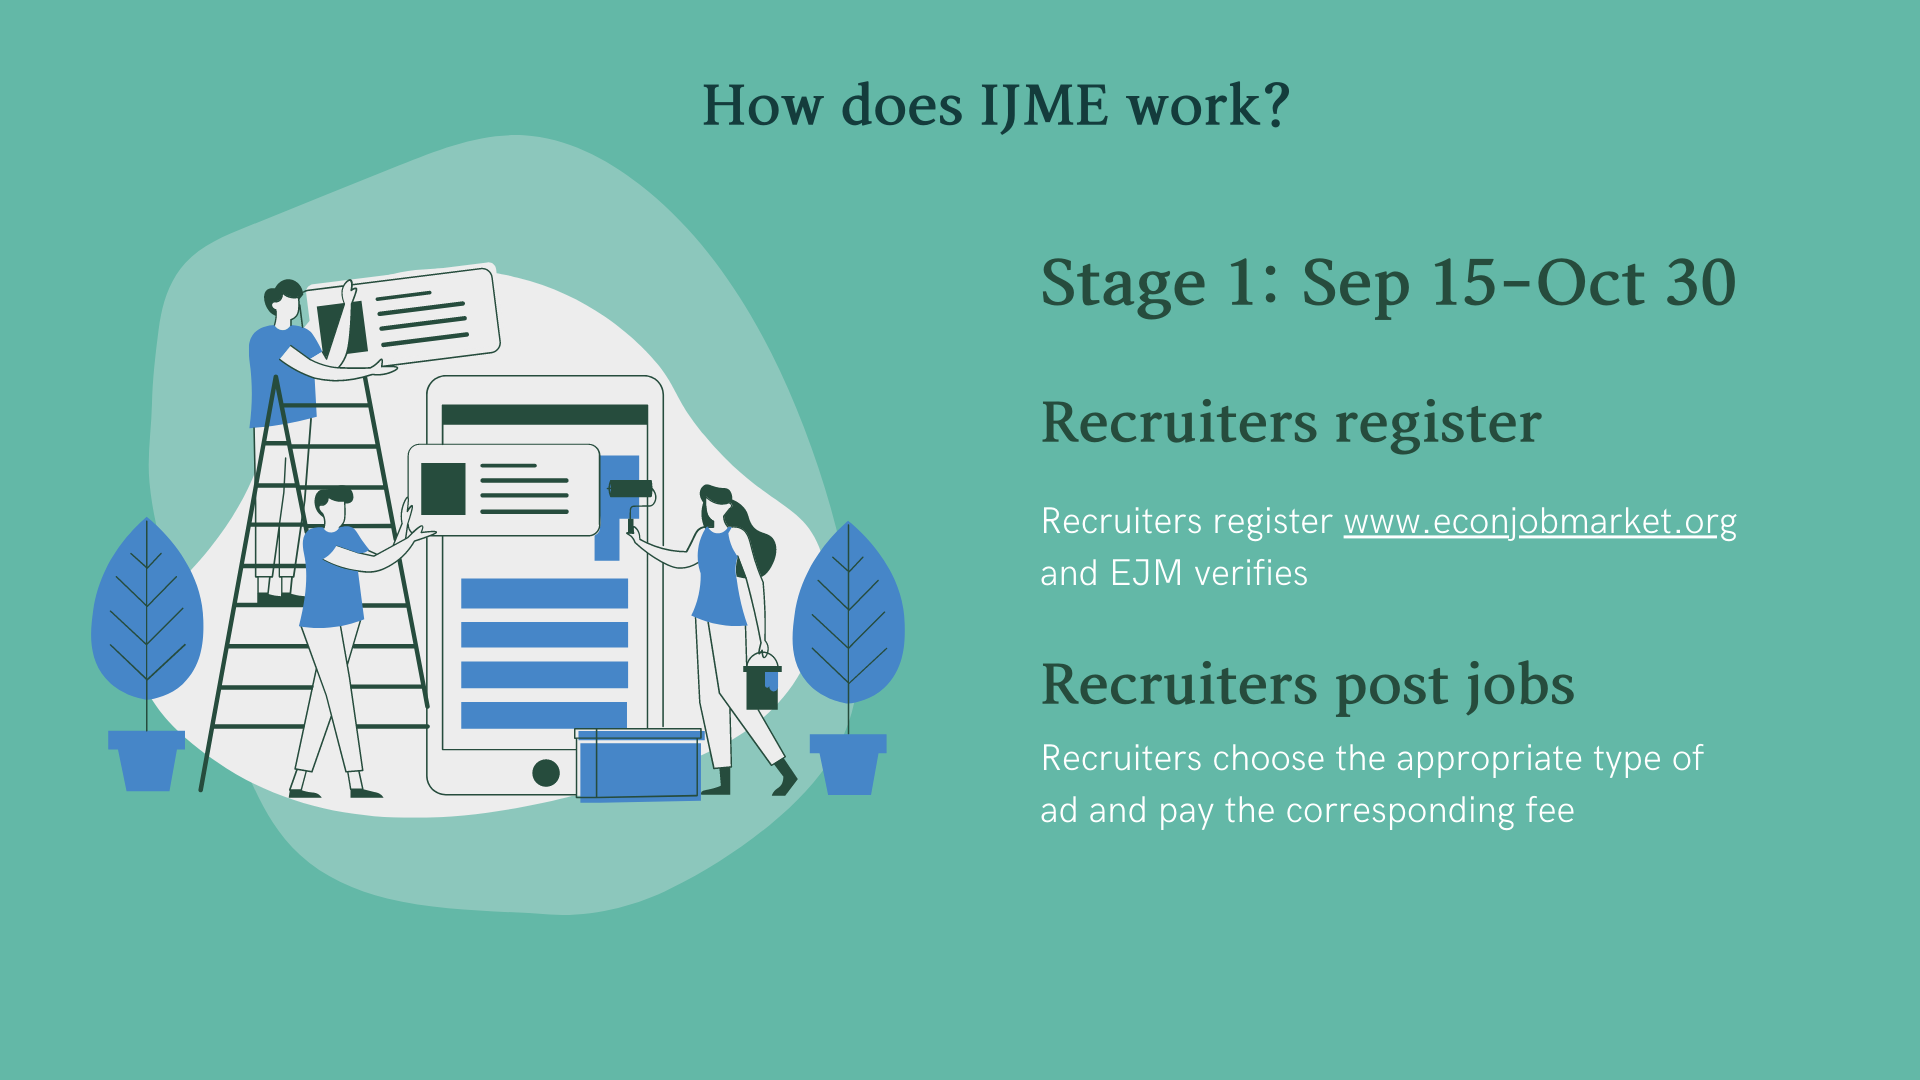 How does IJME work?
Stage 1: Sep 15-Oct 30
Recruiters register
Recruiters register www.econjobmarket.org
and EJM verifies
Recruiters post jobs
Recruiters choose the appropriate type of
ad and pay the corresponding fee